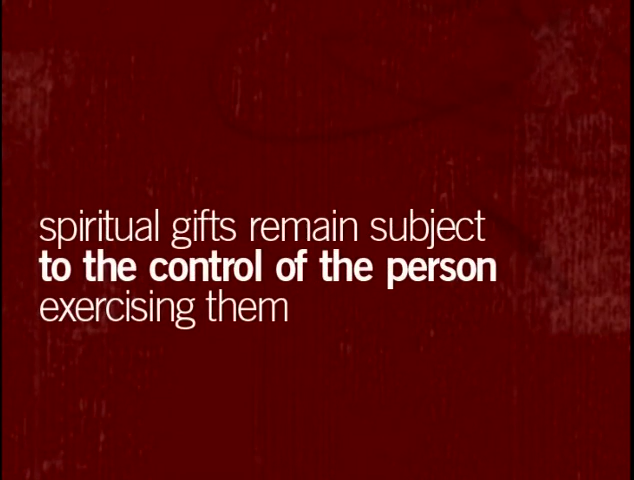 spiritual gifts remain subject
to the control of the person
exercising them